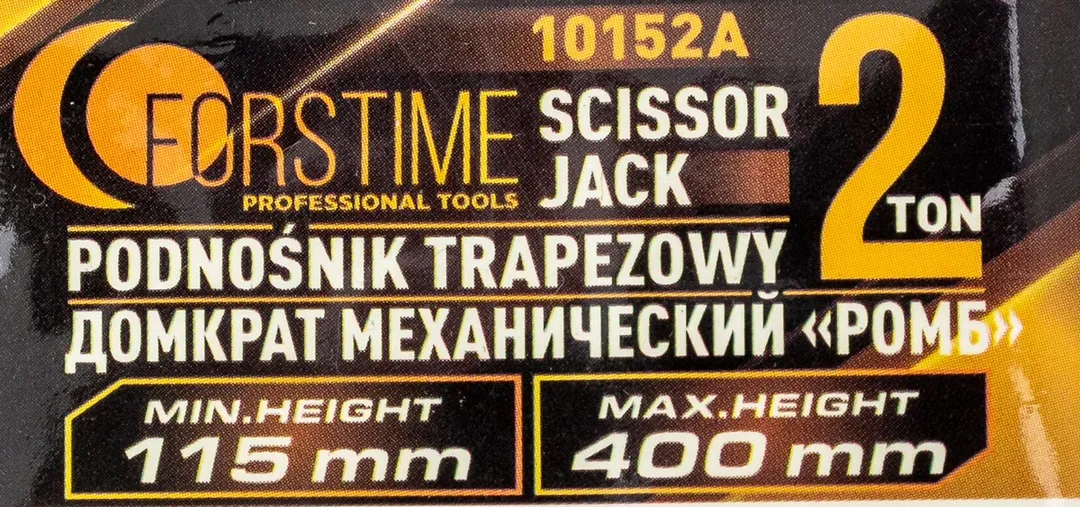 10152A
FORSTIME
PROFESSIONAL TOOLS
SCISSOR
JACK
2
TON
PODNOŚNIK TRAPEZOWY
ДОМКРАТ МЕХАНИЧЕСКИЙ «РОМБ»
MIN.HEIGHT
115 mm
MAX.HEIGHT
400 mm